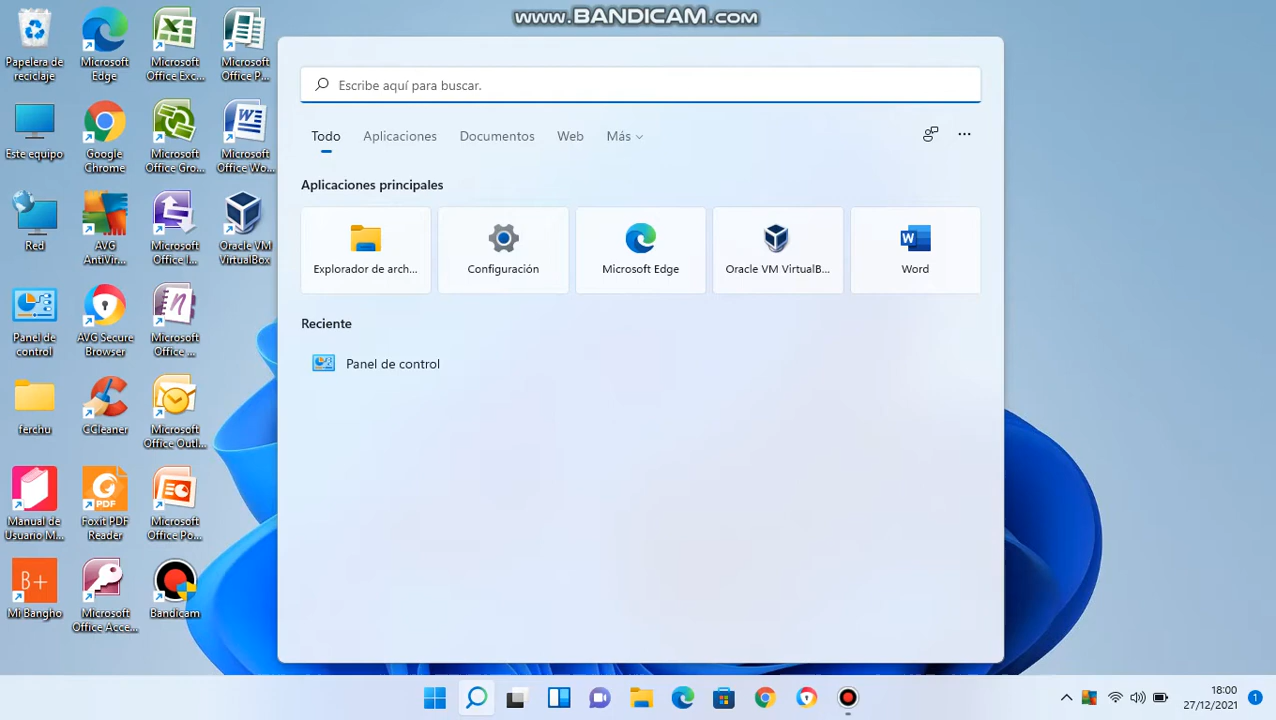 www.BANDICAM.com
Papelera de
reciclaje
Microsoft
Edge
Microsoft
Office Exc...
Microsoft
Office P...
Este equipo
Google
Chrome
Microsoft
Office Gro...
Microsoft
Office Wo...
Red
AVG
AntiVir...
Microsoft
Office I...
Oracle VM
VirtualBox
Panel de
control
AVG Secure
Browser
Microsoft
Office ...
ferchu
CCleaner
Microsoft
Office Outl...
Manual de
Usuario M...
Foxit PDF
Reader
Microsoft
Office Po...
Mi Bangho
Microsoft
Office Acce...
Bandicam
PDF
B+
Escribe aquí para buscar.
Todo
Aplicaciones
Documentos
Web
Más
Aplicaciones principales
Explorador de arch...
Configuración
Microsoft Edge
Oracle VM VirtualB...
Word
Reciente
Panel de control
18:00
27/12/2021
1